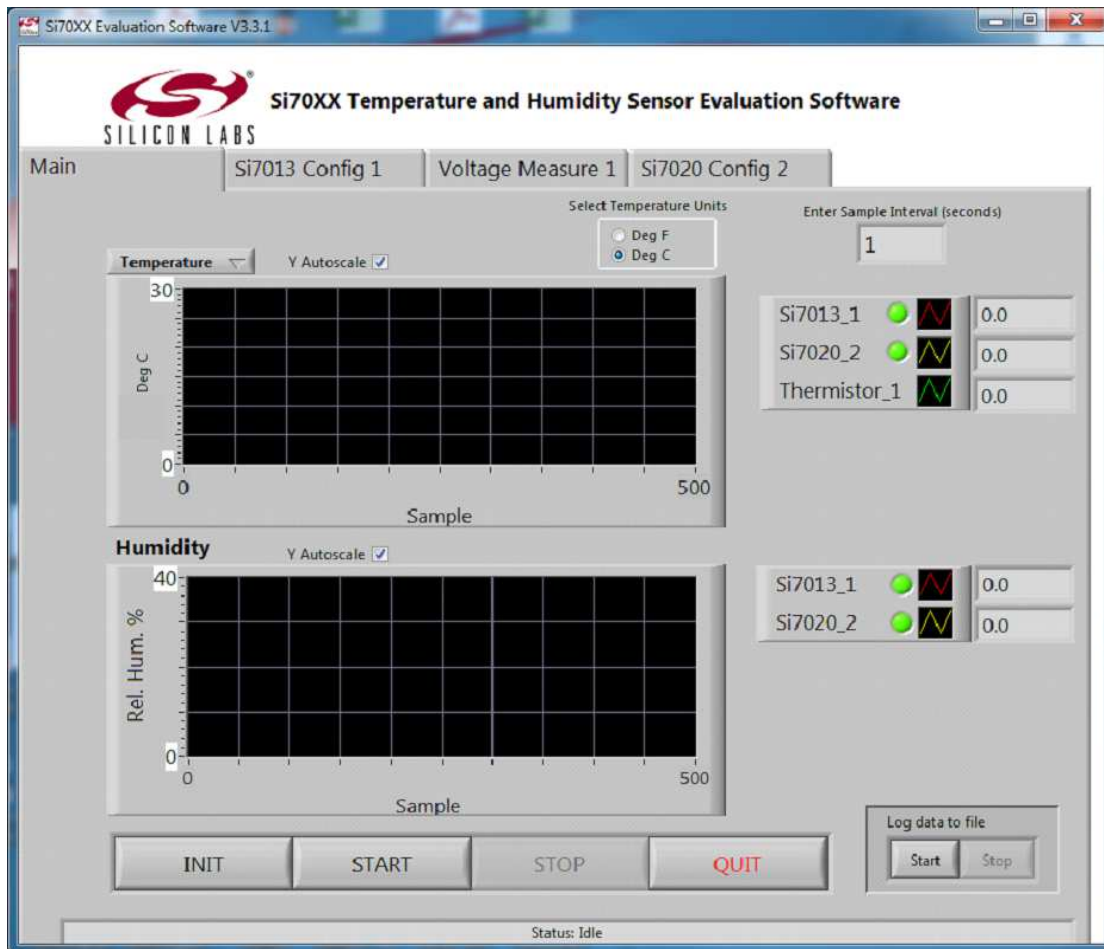 Si70XX Evaluation Software V3.3.1
SILICON LABS
Si70XX Temperature and Humidity Sensor Evaluation Software
Main
Si7013 Config 1
Voltage Measure 1
Si7020 Config 2
Select Temperature Units
Deg F
Deg C
Enter Sample Interval (seconds)
1
Temperature
Y Autoscale
30
Deg C
0
0
500
Sample
Si7013_1
0.0
Si7020_2
0.0
Thermistor_1
0.0
Humidity
Y Autoscale
40
Rel. Hum. %
0
0
500
Sample
Si7013_1
0.0
Si7020_2
0.0
INIT
START
STOP
QUIT
Log data to file
Start
Stop
Status: Idle